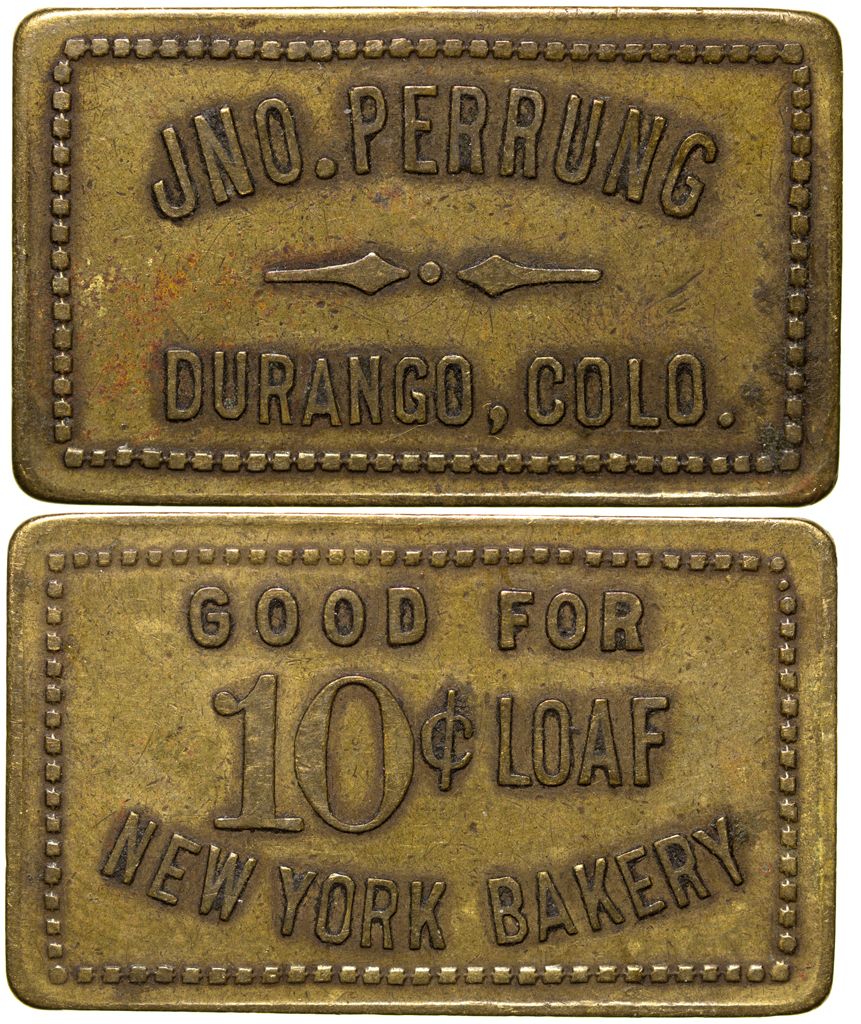 JNO. PERRUNG
DURANGO, COLO.
GOOD FOR
10¢ LOAF
NEW YORK BAKERY